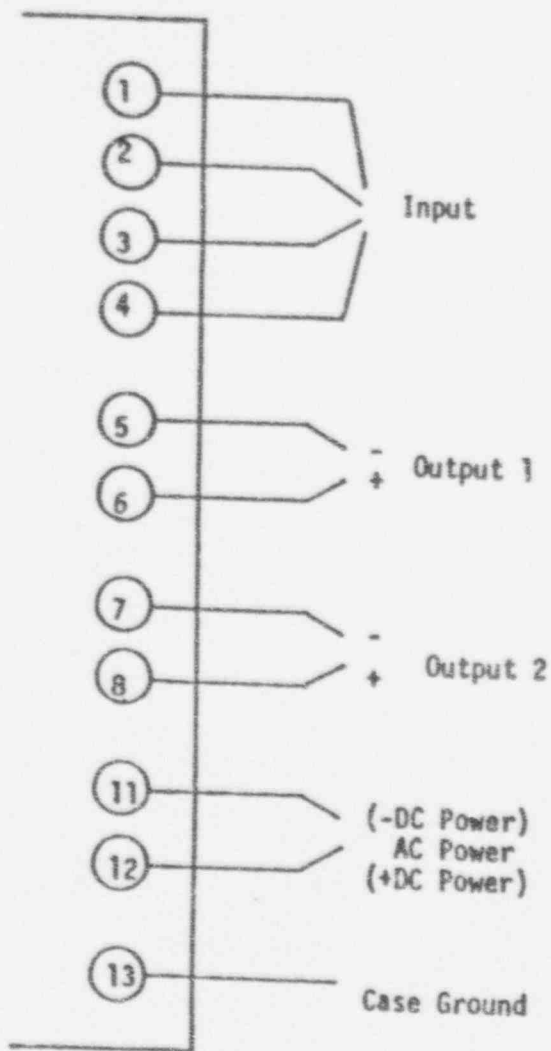 1
2
Input
3
4
5
-
Output 1
+
6
7
-
Output 2
+
8
11
(-DC Power)
AC Power
12
(+DC Power)
13
Case Ground